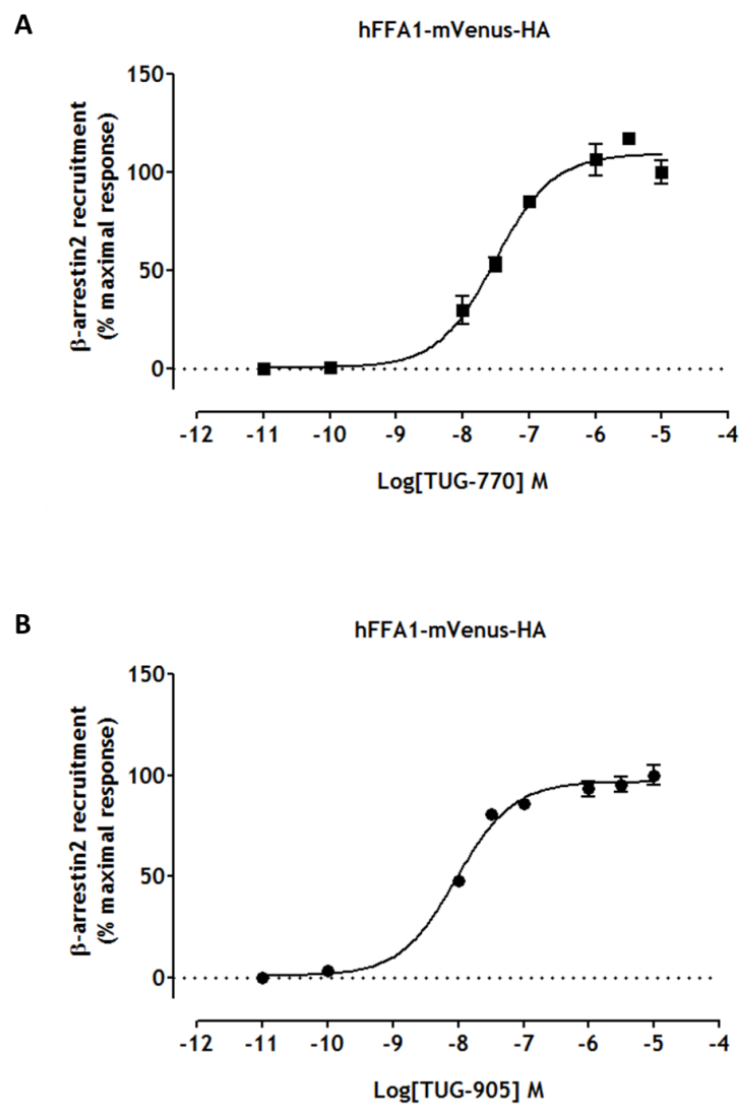 A
hFFA1-mVenus-HA
β-arrestin2 recruitment
(% maximal response)
150
100
50
0
-12 -11 -10 -9 -8 -7 -6 -5 -4
Log[TUG-770] M
B
hFFA1-mVenus-HA
β-arrestin2 recruitment
(% maximal response)
150
100
50
0
-12 -11 -10 -9 -8 -7 -6 -5 -4
Log[TUG-905] M